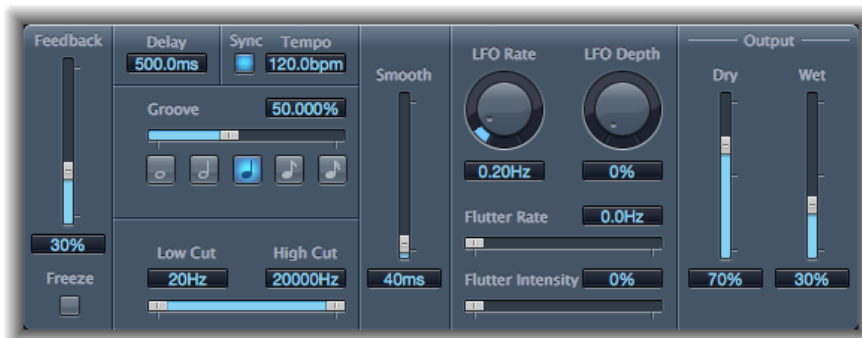 Feedback
30%
Freeze
Delay
500.0ms
Sync
Tempo
120.0bpm
Groove
50.000%
Low Cut
20Hz
High Cut
20000Hz
Smooth
40ms
LFO Rate
0.20Hz
LFO Depth
0%
Flutter Rate
0.0Hz
Flutter Intensity
0%
Output
Dry
70%
Wet
30%